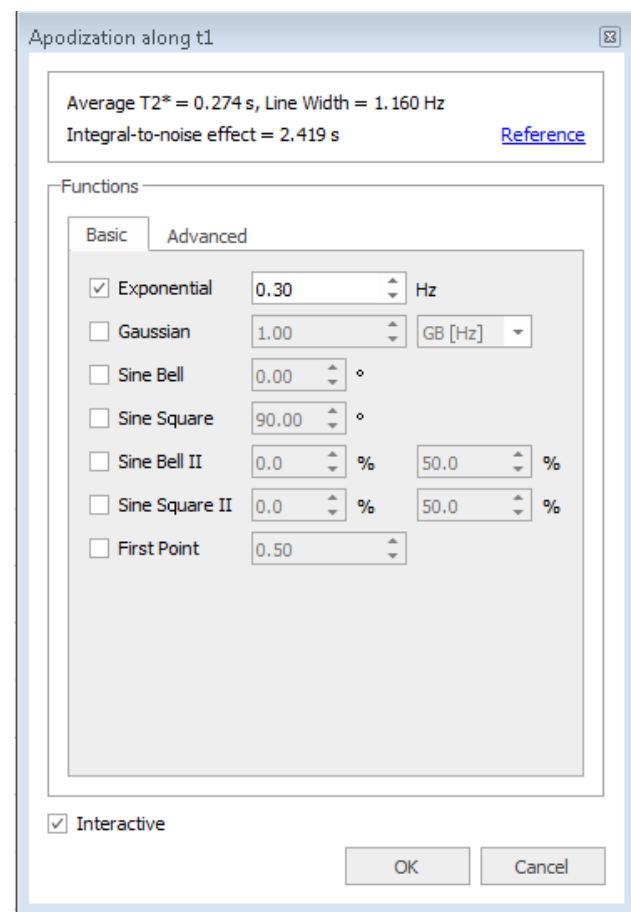 Apodization along t1
Average T2* = 0.274 s, Line Width = 1.160 Hz
Integral-to-noise effect = 2.419 s Reference
Functions
Basic Advanced
Exponential 0.30 Hz
Gaussian 1.00 GB [Hz]
Sine Bell 0.00 °
Sine Square 90.00 °
Sine Bell II 0.0 % 50.0 %
Sine Square II 0.0 % 50.0 %
First Point 0.50
Interactive
OK Cancel